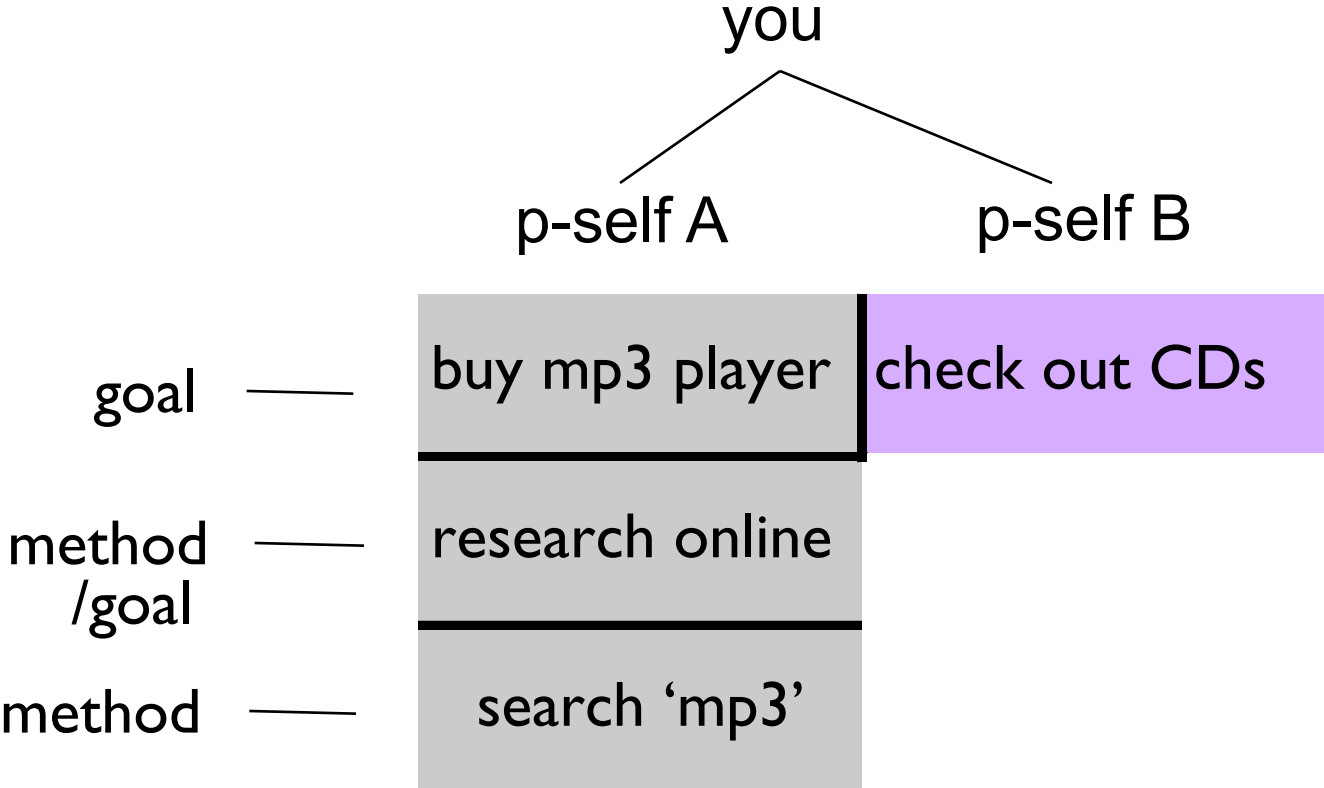 you
p-self A
p-self B
goal
buy mp3 player
check out CDs
method
/goal
research online
method
search ‘mp3’